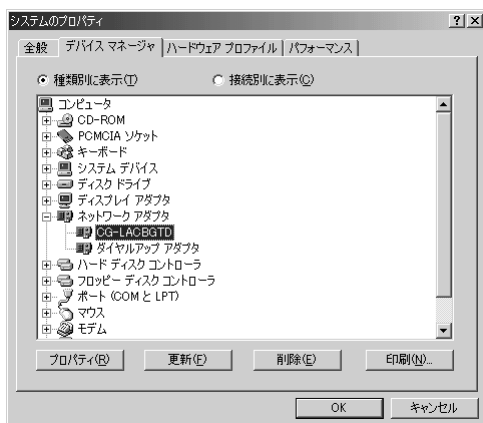 システムのプロパティ
全般 デバイス マネージャ ハードウェア プロファイル パフォーマンス
種類別に表示(T) 接続別に表示(C)
コンピュータ
CD-ROM
PCMCIA ソケット
キーボード
システム デバイス
ディスク ドライブ
ディスプレイ アダプタ
ネットワーク アダプタ
CG-LACBGTD
ダイヤルアップ アダプタ
ハード ディスク コントローラ
フロッピー ディスク コントローラ
ポート (COM と LPT)
マウス
モデム
プロパティ(R) 更新(F) 削除(E) 印刷(N)...
OK キャンセル